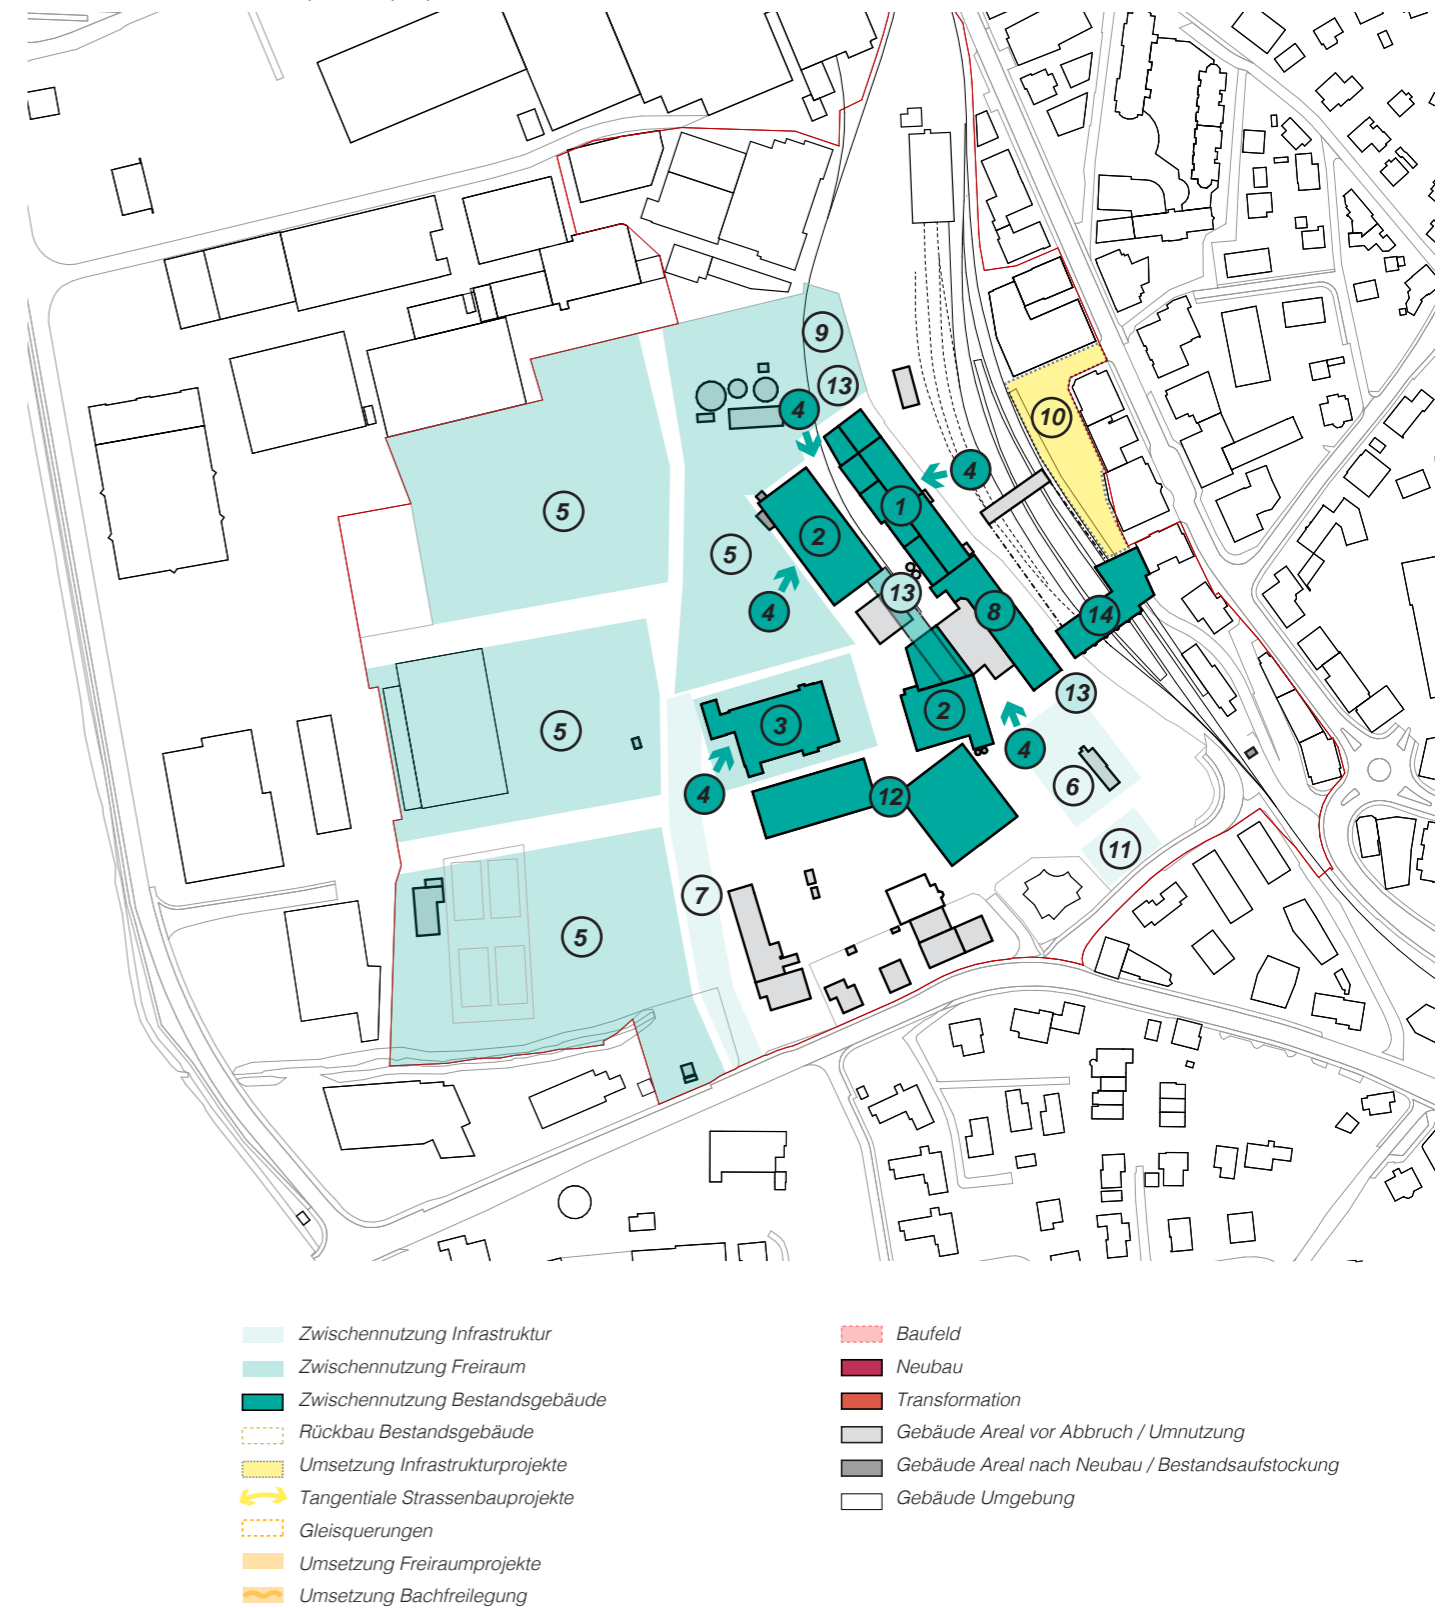 9
13
4
10
4
5
1
2
5
13
4
8
14
13
2
3
5
4
6
4
12
11
7
5
Zwischennutzung Infrastruktur
Zwischennutzung Freiraum
Zwischennutzung Bestandsgebäude
Rückbau Bestandsgebäude
Umsetzung Infrastrukturprojekte
Tangentiale Strassenbauprojekte
Gleisquerungen
Umsetzung Freiraumprojekte
Umsetzung Bachfreilegung
Baufeld
Neubau
Transformation
Gebäude Areal vor Abbruch / Umnutzung
Gebäude Areal nach Neubau / Bestandsaufstockung
Gebäude Umgebung